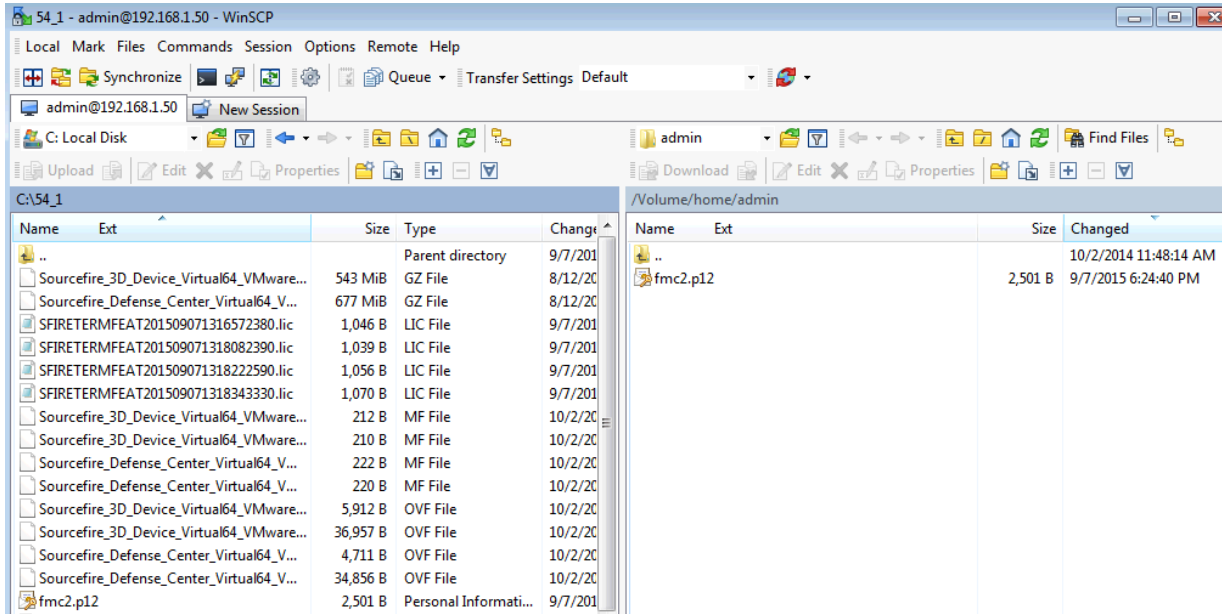 54_1 - admin@192.168.1.50 - WinSCP
Local Mark Files Commands Session Options Remote Help
Synchronize Queue Transfer Settings Default
admin@192.168.1.50 New Session
C: Local Disk admin Find Files
Upload Edit Properties Download Edit Properties
C:\54_1 /Volume/home/admin
Name Ext Size Type Change Name Ext Size Changed
.. Parent directory 9/7/201 .. 10/2/2014 11:48:14 AM
Sourcefire_3D_Device_Virtual64_VMware... 543 MiB GZ File 8/12/20 fmc2.p12 2,501 B 9/7/2015 6:24:40 PM
Sourcefire_Defense_Center_Virtual64_V... 677 MiB GZ File 8/12/20
SFIRETERMFEAT201509071316572380.lic 1,046 B LIC File 9/7/201
SFIRETERMFEAT201509071318082390.lic 1,039 B LIC File 9/7/201
SFIRETERMFEAT201509071318222590.lic 1,056 B LIC File 9/7/201
SFIRETERMFEAT201509071318343330.lic 1,070 B LIC File 9/7/201
Sourcefire_3D_Device_Virtual64_VMware... 212 B MF File 10/2/20
Sourcefire_3D_Device_Virtual64_VMware... 210 B MF File 10/2/20
Sourcefire_Defense_Center_Virtual64_V... 222 B MF File 10/2/20
Sourcefire_Defense_Center_Virtual64_V... 220 B MF File 10/2/20
Sourcefire_3D_Device_Virtual64_VMware... 5,912 B OVF File 10/2/20
Sourcefire_3D_Device_Virtual64_VMware... 36,957 B OVF File 10/2/20
Sourcefire_Defense_Center_Virtual64_V... 4,711 B OVF File 10/2/20
Sourcefire_Defense_Center_Virtual64_V... 34,856 B OVF File 10/2/20
fmc2.p12 2,501 B Personal Informati... 9/7/201